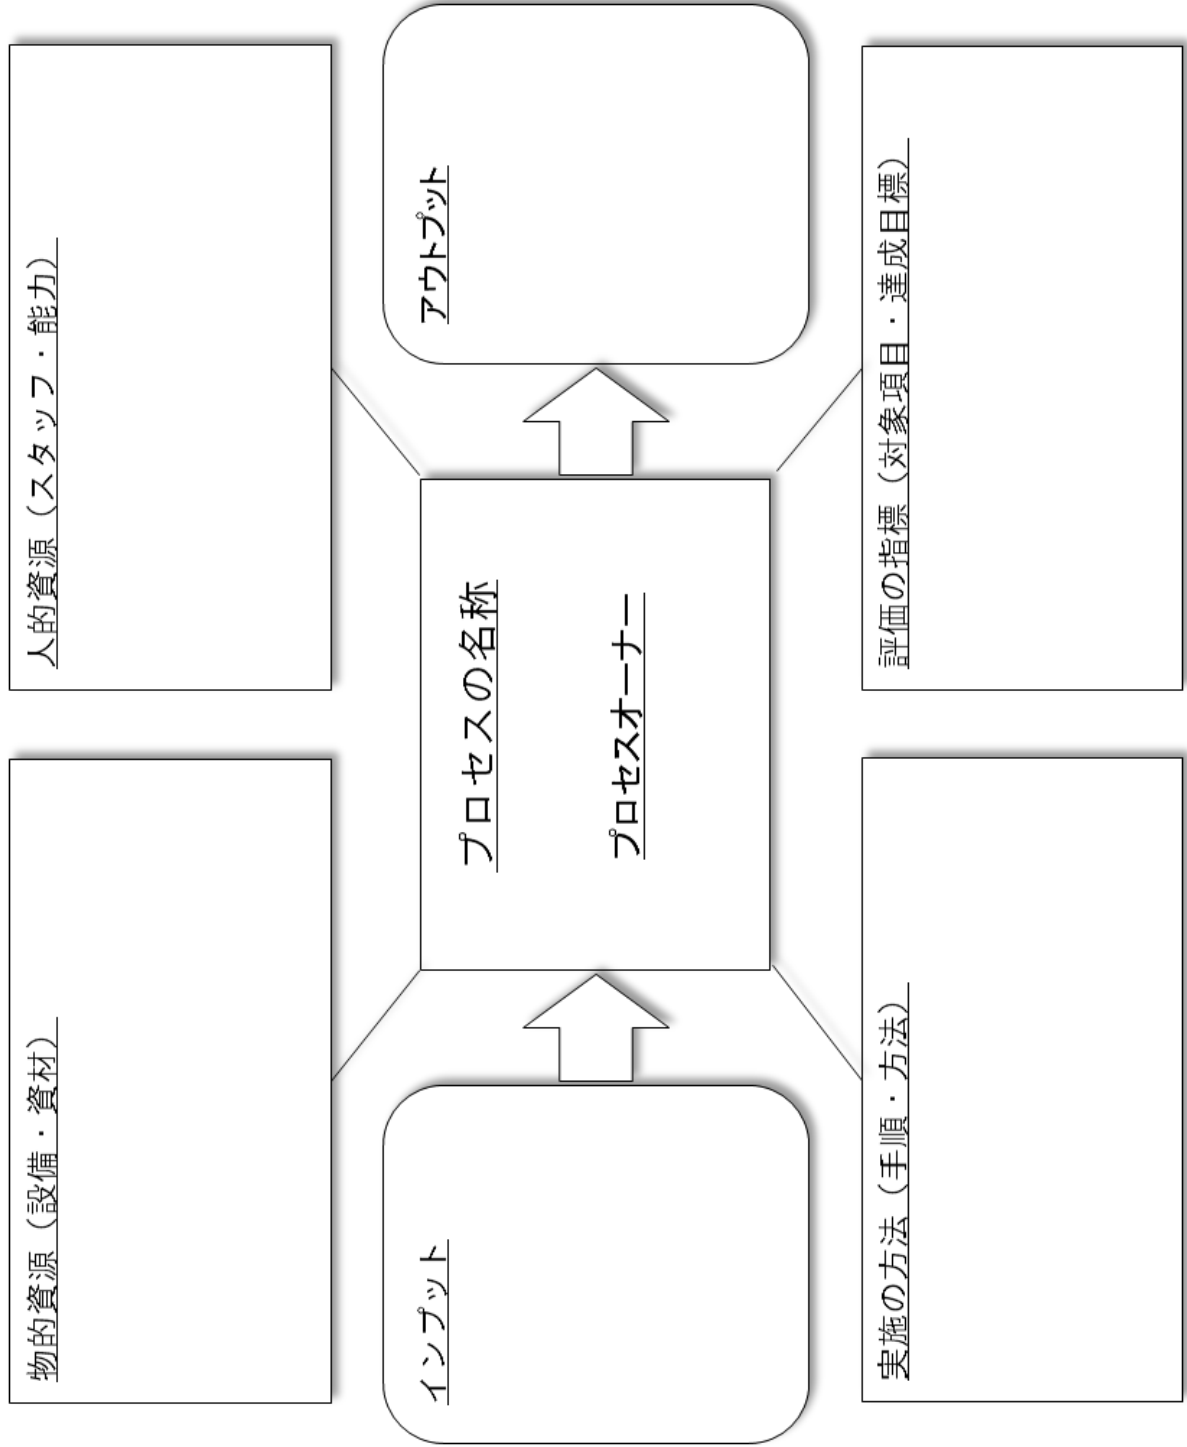 物的資源（設備・資材）
人的資源（スタッフ・能力）
インプット
プロセスの名称
プロセスオーナー
アウトプット
実施の方法（手順・方法）
評価の指標（対象項目・達成目標）